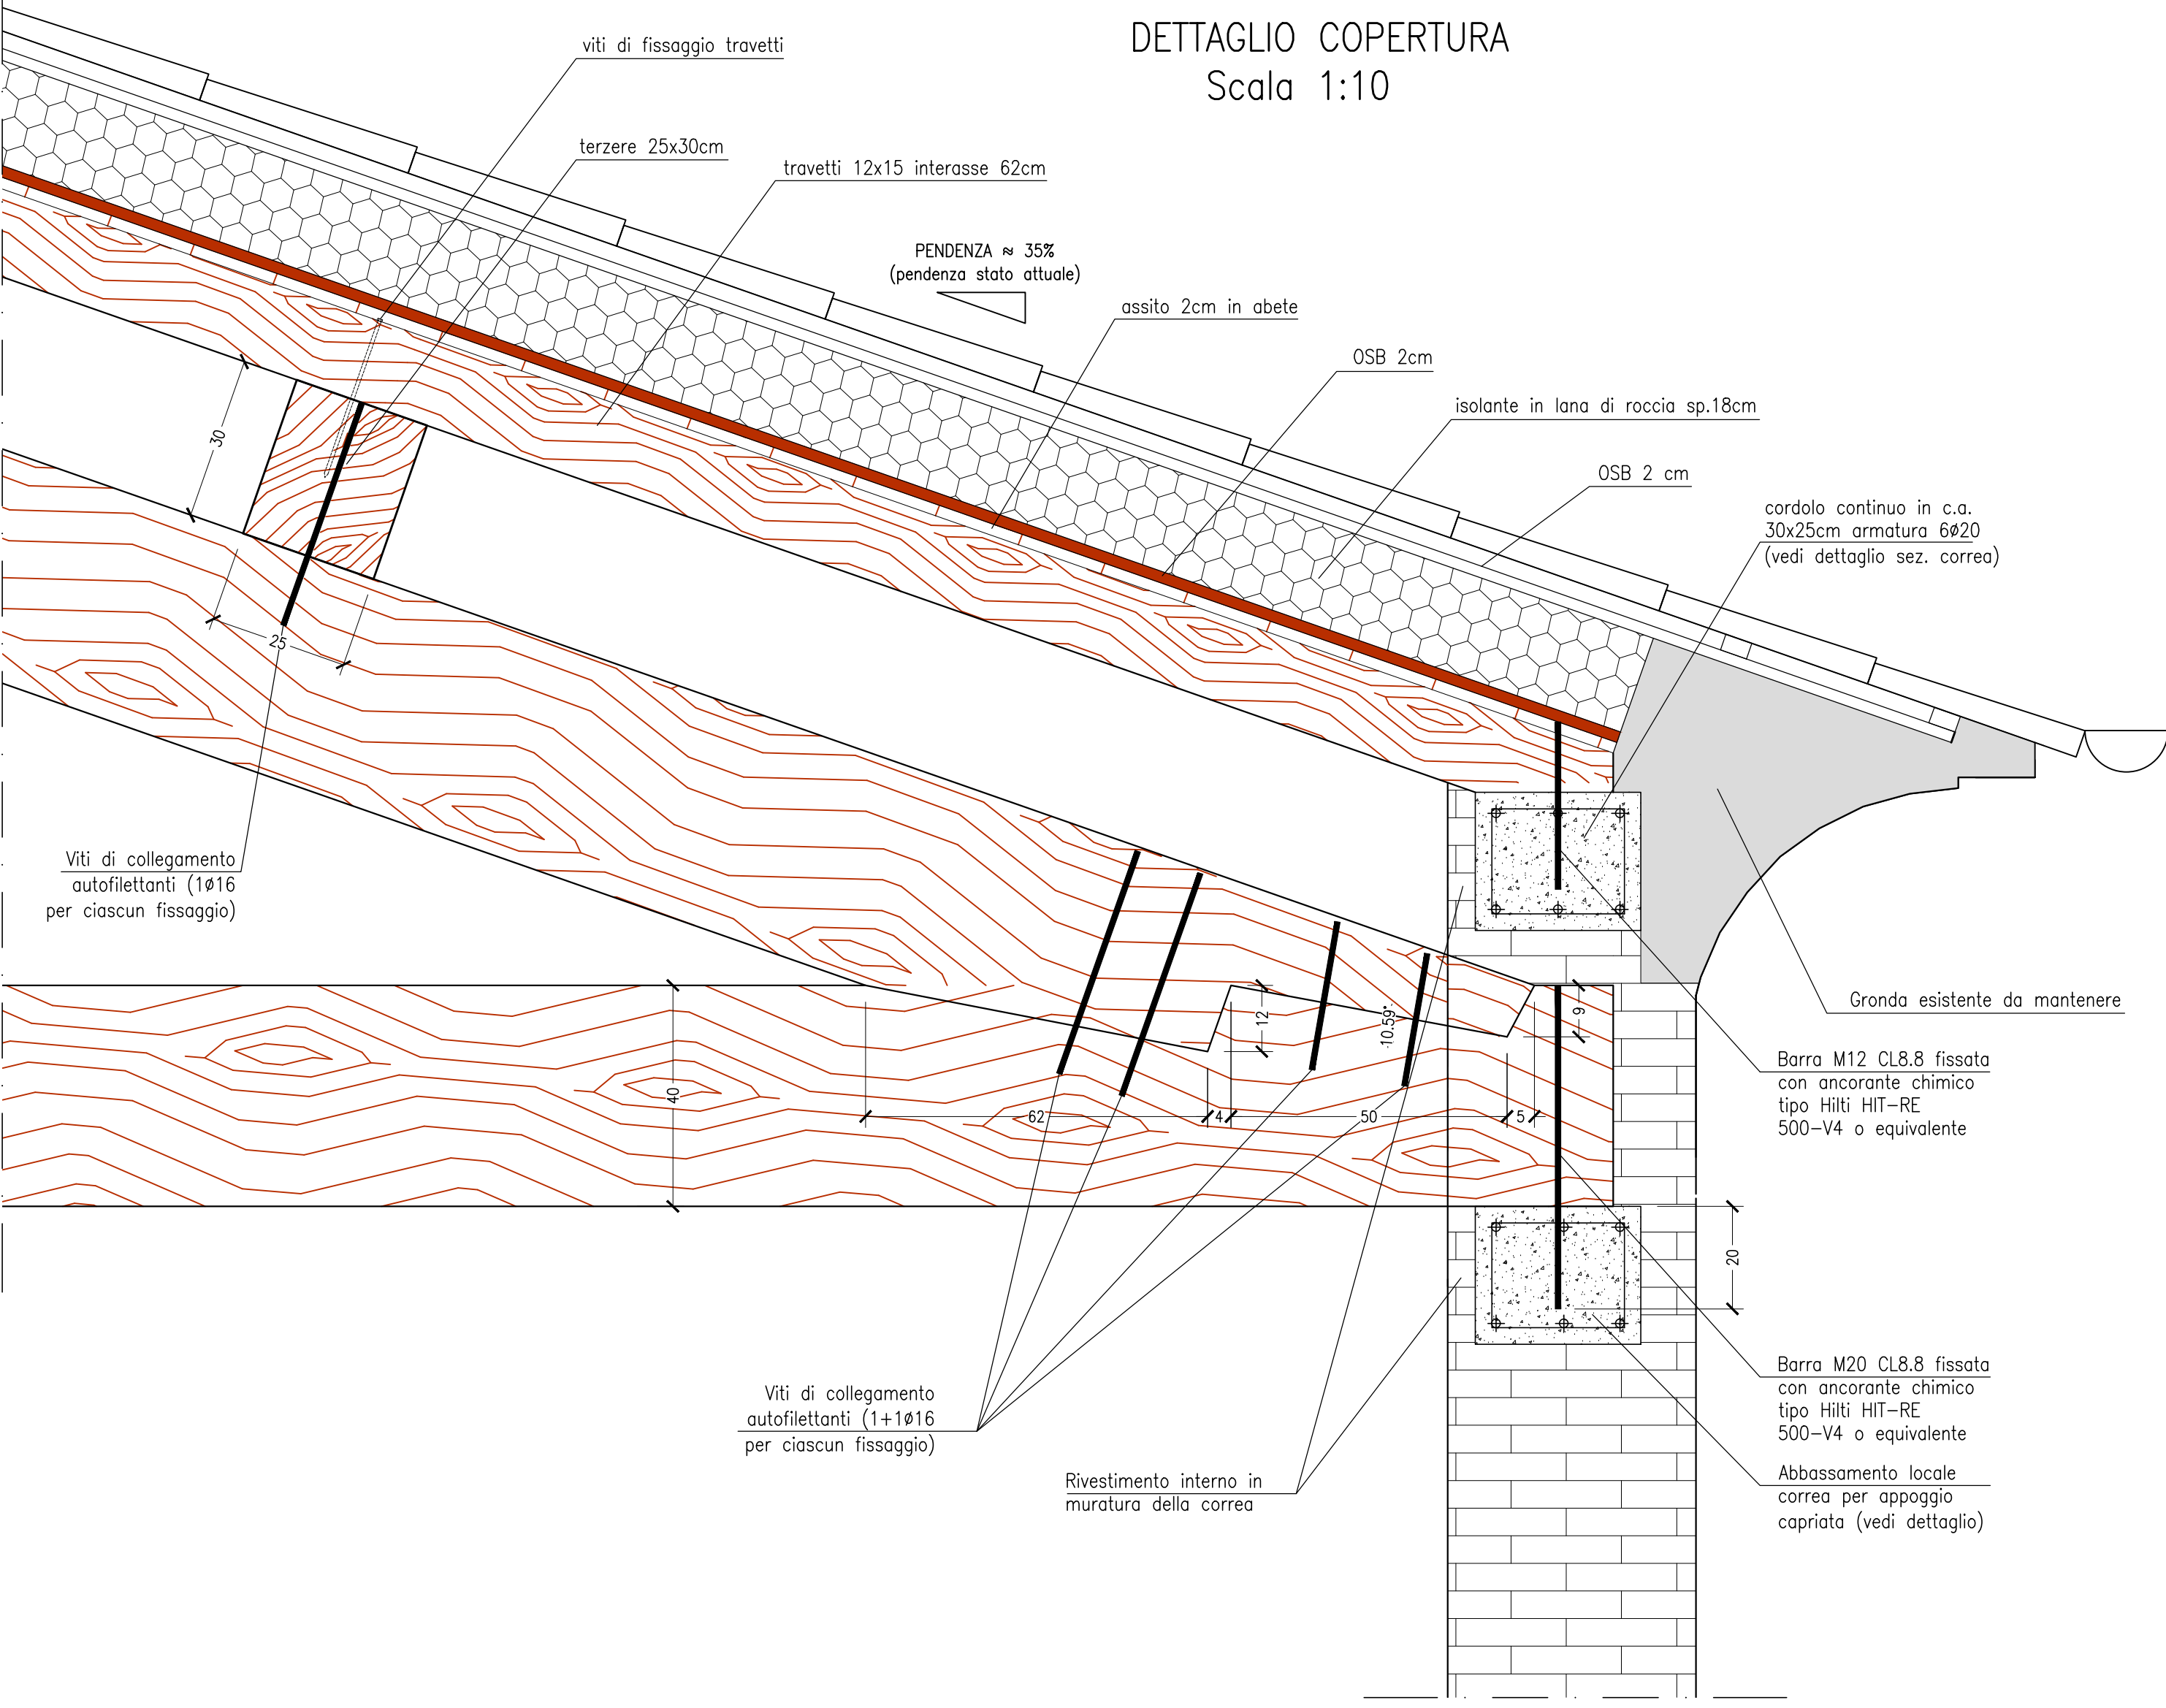 DETTAGLIO COPERTURA
Scala 1:10
viti di fissaggio travetti
terzere 25x30cm
travetti 12x15 interasse 62cm
PENDENZA ≈ 35%
(pendenza stato attuale)
assito 2cm in abete
OSB 2cm
isolante in lana di roccia sp.18cm
OSB 2 cm
cordolo continuo in c.a.
30x25cm armatura 6ø20
(vedi dettaglio sez. correa)
30
25
Viti di collegamento
autofilettanti (1ø16
per ciascun fissaggio)
12
10.59°
9
40
62
4
50
5
Gronda esistente da mantenere
Barra M12 CL8.8 fissata
con ancorante chimico
tipo Hilti HIT-RE
500-V4 o equivalente
20
Barra M20 CL8.8 fissata
con ancorante chimico
tipo Hilti HIT-RE
500-V4 o equivalente
Viti di collegamento
autofilettanti (1+1ø16
per ciascun fissaggio)
Rivestimento interno in
muratura della correa
Abbassamento locale
correa per appoggio
capriata (vedi dettaglio)